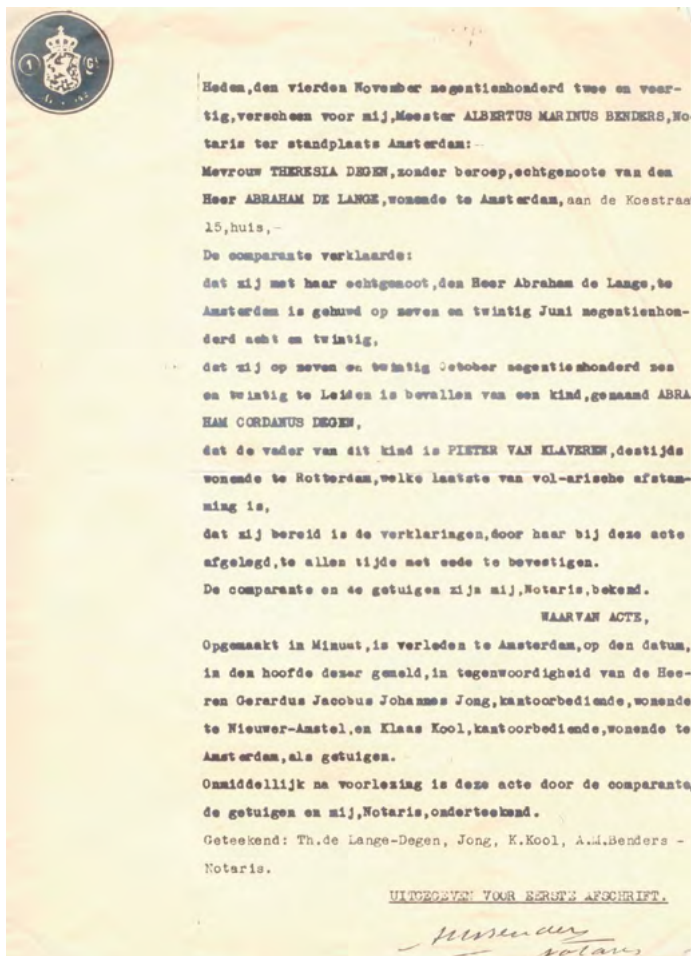 Heden,den vierden November negentienhonderd twee en veer-
tig,verscheen voor mij,Meester ALBERTUS MARINUS BENDERS,No-
taris ter standplaats Amsterdam:-
Mevrouw THERESIA DEGEN,zonder beroep,echtgenoote van den
Heer ABRAHAM DE LANGE,wonende te Amsterdam,aan de Koestraa
15,huis,-
De comparante verklaarde:
dat zij met haar echtgenoot,den Heer Abraham de Lange,te
Amsterdam is gehuwd op zeven en twintig Juni negentienhon-
derd acht en twintig,
dat zij op zeven en twintig October negentienhonderd zes
en twintig te Leiden is bevallen van een kind,genaamd ABRA
HAM CORDANUS DEGEN,
dat de vader van dit kind is PIETER VAN KLAVEREN,destijds
wonende te Rotterdam,welke laatste van vol-arische afstam-
ming is,
dat zij bereid is de verklaringen,door haar bij deze acte
afgelegd,te allen tijde met eede te bevestigen.
De comparante en de getuigen zijn mij,Notaris,bekend.
WAARVAN ACTE,
Opgemaakt in Minuut,is verleden te Amsterdam,op den datum,
in den hoofde dezer gemeld,in tegenwoordigheid van de Hee-
ren Gerardus Jacobus Johannes Jong,kantoorbediende,wonende
te Nieuwer-Amstel,en Klaas Kool,kantoorbediende,wonende te
Amsterdam,als getuigen.
Onmiddellijk na voorlezing is deze acte door de comparante,
de getuigen en mij,Notaris,onderteekend.
Geteekend: Th.de Lange-Degen, Jong, K.Kool, A.M.Benders -
Notaris.
UITGEGEVEN VOOR EERSTE AFSCHRIFT.
AMBenders
notaris